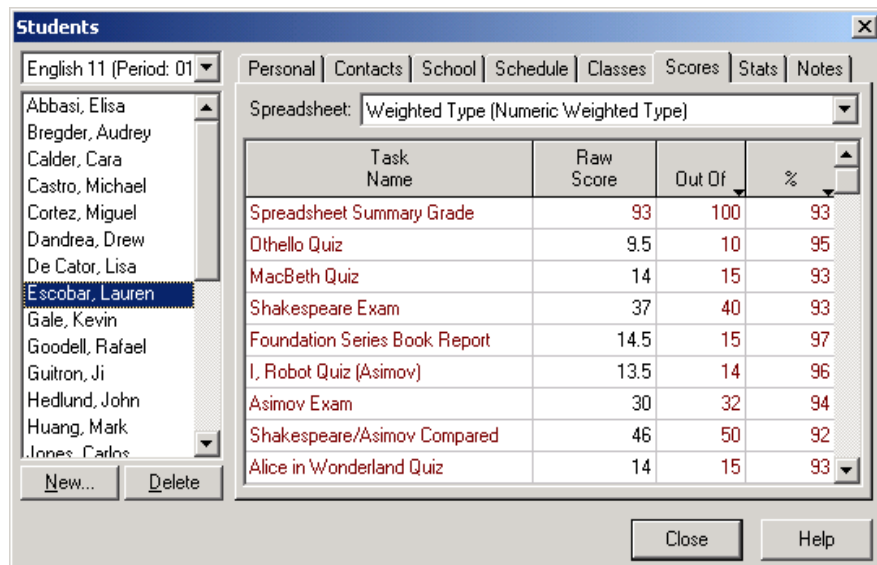 Students
English 11 (Period: 01
Abbasi, Elisa
Bregder, Audrey
Calder, Cara
Castro, Michael
Cortez, Miguel
Dandrea, Drew
De Cator, Lisa
Escobar, Lauren
Gale, Kevin
Goodell, Rafael
Guitron, Ji
Hedlund, John
Huang, Mark
Jones, Carlos
New...
Delete
Personal Contacts School Schedule Classes Scores Stats Notes
Spreadsheet: Weighted Type (Numeric Weighted Type)
Task Name Raw Score Out Of %
Spreadsheet Summary Grade 93 100 93
Othello Quiz 9.5 10 95
MacBeth Quiz 14 15 93
Shakespeare Exam 37 40 93
Foundation Series Book Report 14.5 15 97
I, Robot Quiz (Asimov) 13.5 14 96
Asimov Exam 30 32 94
Shakespeare/Asimov Compared 46 50 92
Alice in Wonderland Quiz 14 15 93
Close
Help